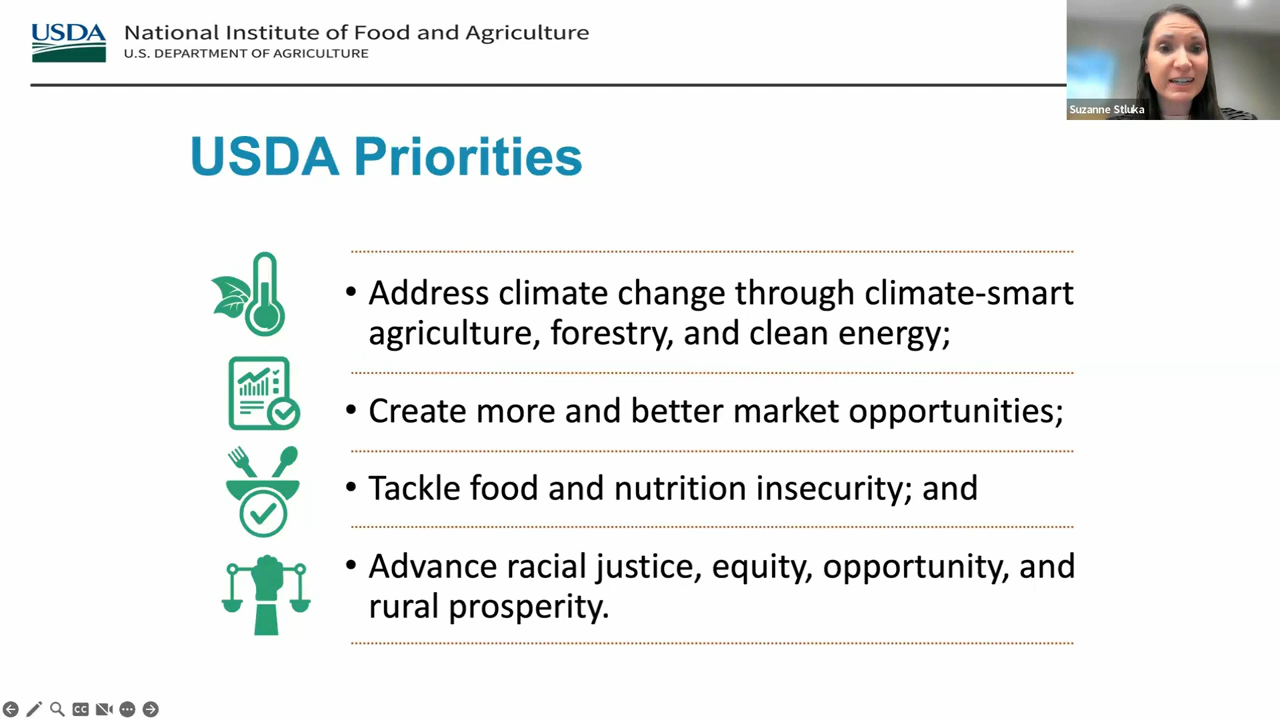 USDA
National Institute of Food and Agriculture
U.S. DEPARTMENT OF AGRICULTURE
Suzanne Stluka
USDA Priorities
• Address climate change through climate-smart
agriculture, forestry, and clean energy;
• Create more and better market opportunities;
• Tackle food and nutrition insecurity; and
• Advance racial justice, equity, opportunity, and
rural prosperity.
CC